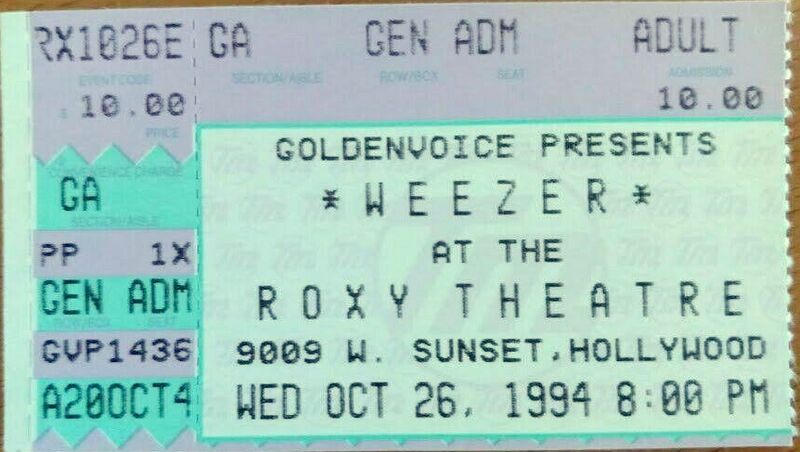 RX1026E GA GEN ADM ADULT
EVENT CODE SECTION/AISLE ROW/BOX SEAT ADMISSION
$ 10.00 10.00
PRICE
GOLDENVOICE PRESENTS
CONVENIENCE CHARGE
GA *WEEZER*
SECTION/AISLE
PP 1X AT THE
GEN ADM ROXY THEATRE
ROW/BOX SEAT
GVP1436 9009 W. SUNSET,HOLLYWOOD
A20OCT4 WED OCT 26, 1994 8:00 PM